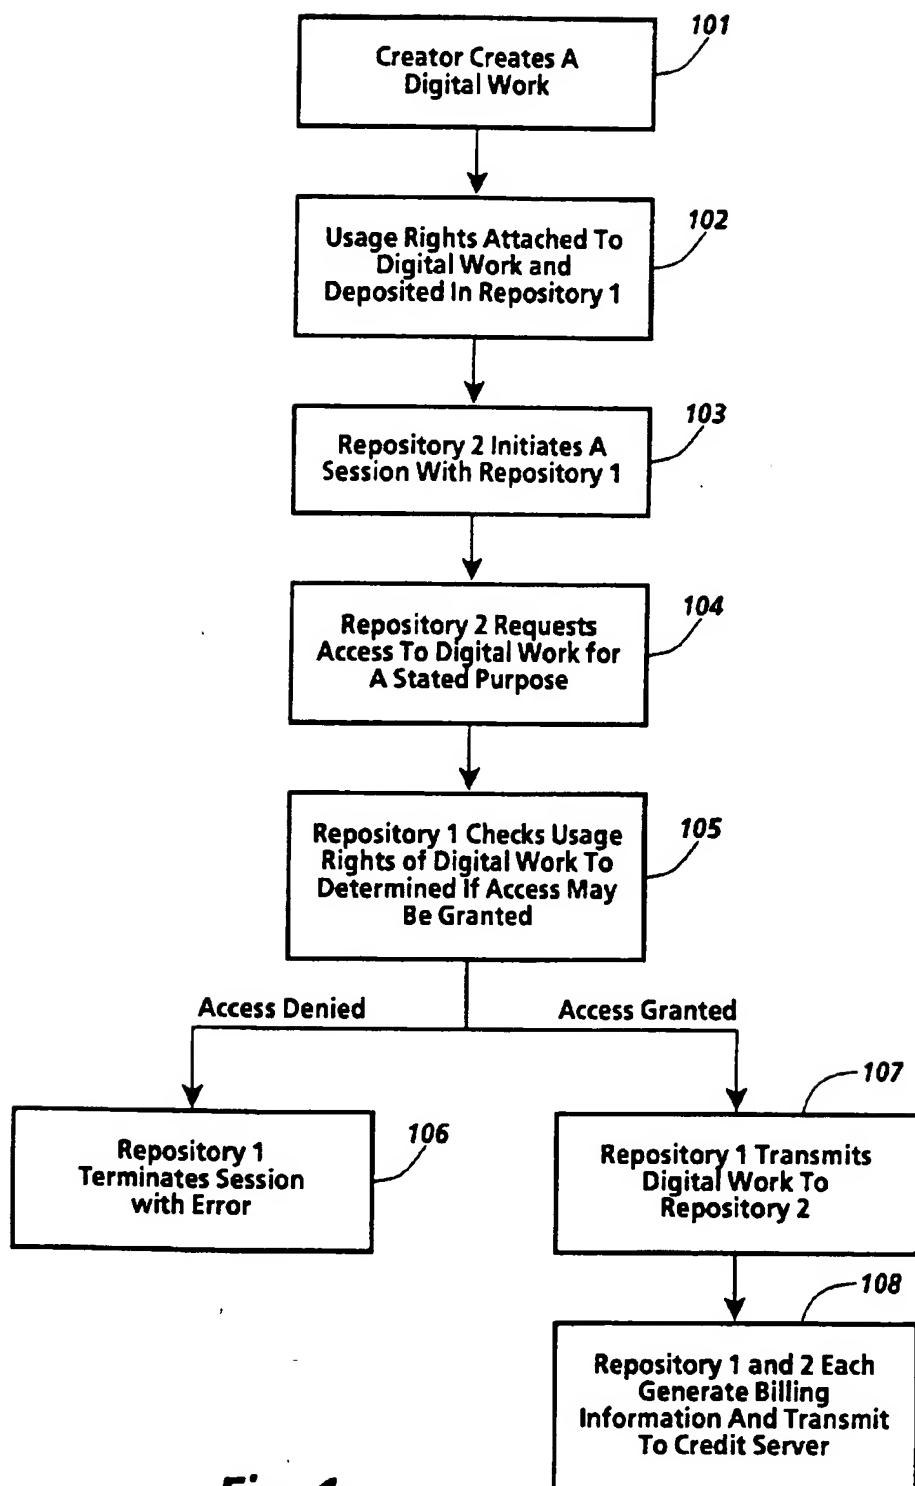 101
Creator Creates A
Digital Work
102
Usage Rights Attached To
Digital Work and
Deposited In Repository 1
103
Repository 2 Initiates A
Session With Repository 1
104
Repository 2 Requests
Access To Digital Work for
A Stated Purpose
105
Repository 1 Checks Usage
Rights of Digital Work To
Determined If Access May
Be Granted
Access Denied
Access Granted
106
Repository 1
Terminates Session
with Error
107
Repository 1 Transmits
Digital Work To
Repository 2
108
Repository 1 and 2 Each
Generate Billing
Information And Transmit
To Credit Server